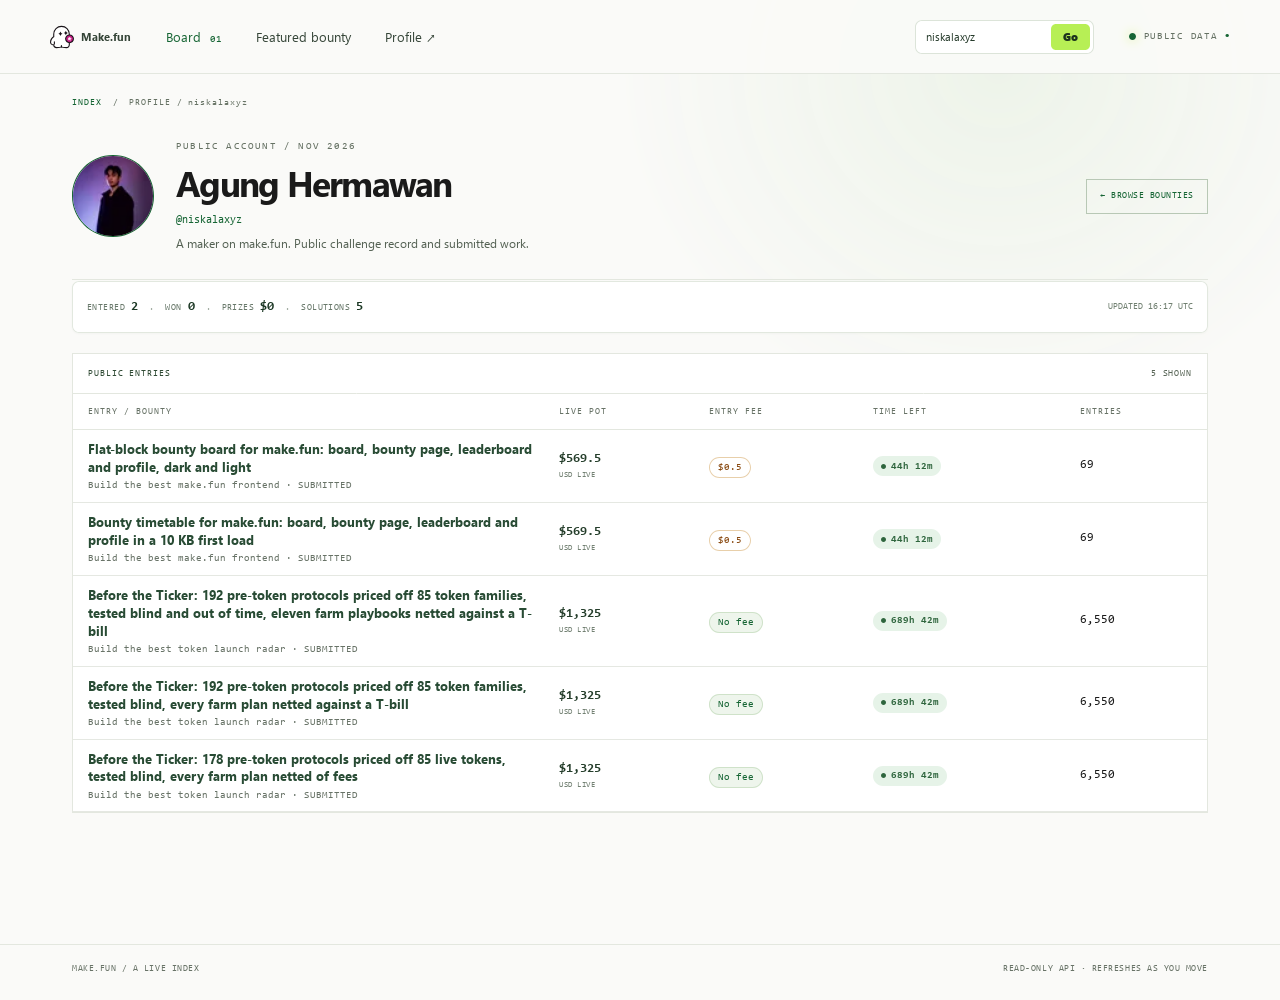 Make.fun
Board 01
Featured bounty
Profile ↗
niskalaxyz
Go
PUBLIC DATA •
INDEX / PROFILE / niskalaxyz
PUBLIC ACCOUNT / NOV 2026
Agung Hermawan
@niskalaxyz
A maker on make.fun. Public challenge record and submitted work.
← BROWSE BOUNTIES
ENTERED 2 . WON 0 . PRIZES $0 . SOLUTIONS 5
UPDATED 16:17 UTC
PUBLIC ENTRIES
5 SHOWN
ENTRY / BOUNTY LIVE POT ENTRY FEE TIME LEFT ENTRIES
Flat-block bounty board for make.fun: board, bounty page, leaderboard
and profile, dark and light
Build the best make.fun frontend · SUBMITTED
$569.5
USD LIVE
$0.5
44h 12m
69
Bounty timetable for make.fun: board, bounty page, leaderboard and
profile in a 10 KB first load
Build the best make.fun frontend · SUBMITTED
$569.5
USD LIVE
$0.5
44h 12m
69
Before the Ticker: 192 pre-token protocols priced off 85 token families,
tested blind and out of time, eleven farm playbooks netted against a T-
bill
Build the best token launch radar · SUBMITTED
$1,325
USD LIVE
No fee
689h 42m
6,550
Before the Ticker: 192 pre-token protocols priced off 85 token families,
tested blind, every farm plan netted against a T-bill
Build the best token launch radar · SUBMITTED
$1,325
USD LIVE
No fee
689h 42m
6,550
Before the Ticker: 178 pre-token protocols priced off 85 live tokens,
tested blind, every farm plan netted of fees
Build the best token launch radar · SUBMITTED
$1,325
USD LIVE
No fee
689h 42m
6,550
MAKE.FUN / A LIVE INDEX
READ-ONLY API · REFRESHES AS YOU MOVE